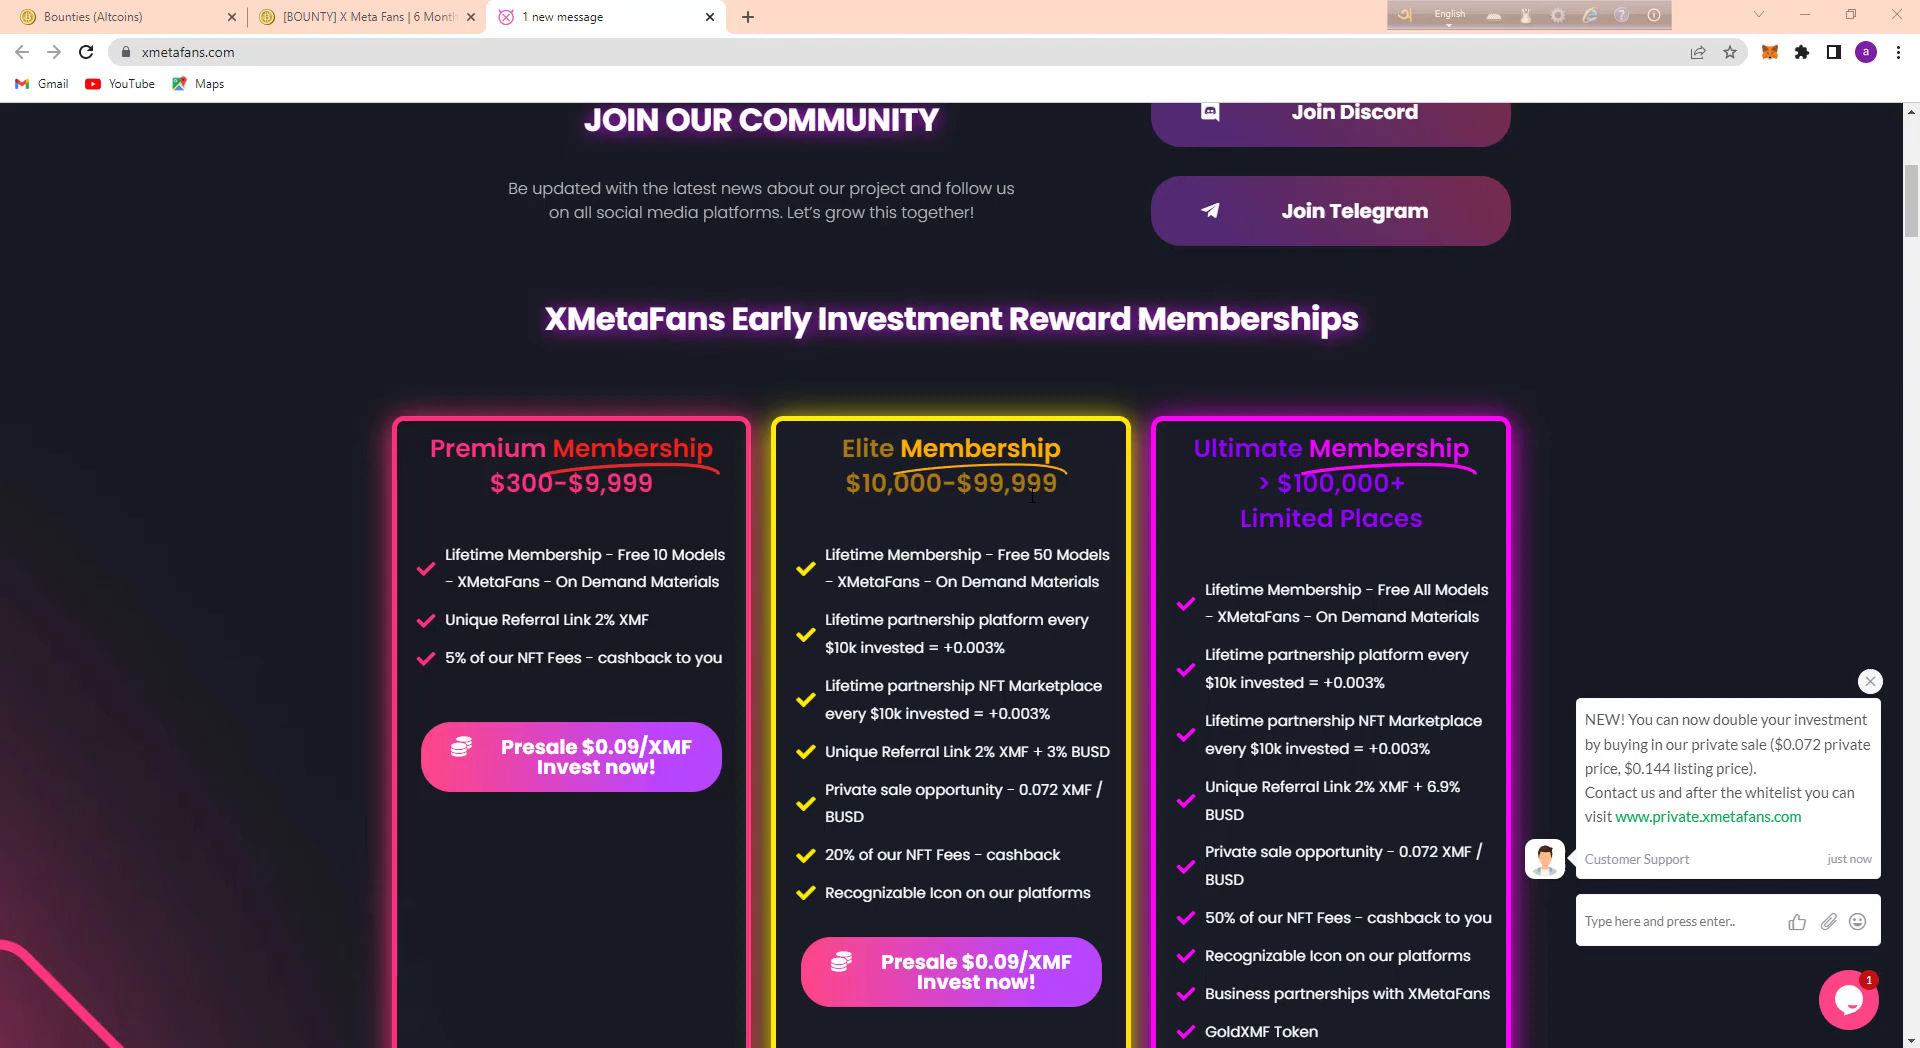 Bounties (Altcoins)
[BOUNTY] X Meta Fans | 6 Month
1 new message
English
xmetafans.com
a
Gmail
YouTube
Maps
JOIN OUR COMMUNITY
Be updated with the latest news about our project and follow us
on all social media platforms. Let's grow this together!
Join Discord
Join Telegram
XMetaFans Early Investment Reward Memberships
Premium Membership
$300-$9,999
Lifetime Membership - Free 10 Models
- XMetaFans - On Demand Materials
Unique Referral Link 2% XMF
5% of our NFT Fees - cashback to you
Presale $0.09/XMF
Invest now!
Elite Membership
$10,000-$99,999
Lifetime Membership - Free 50 Models
- XMetaFans - On Demand Materials
Lifetime partnership platform every
$10k invested = +0.003%
Lifetime partnership NFT Marketplace
every $10k invested = +0.003%
Unique Referral Link 2% XMF + 3% BUSD
Private sale opportunity - 0.072 XMF /
BUSD
20% of our NFT Fees - cashback
Recognizable Icon on our platforms
Presale $0.09/XMF
Invest now!
Ultimate Membership
> $100,000+
Limited Places
Lifetime Membership - Free All Models
- XMetaFans - On Demand Materials
Lifetime partnership platform every
$10k invested = +0.003%
Lifetime partnership NFT Marketplace
every $10k invested = +0.003%
Unique Referral Link 2% XMF + 6.9%
BUSD
Private sale opportunity - 0.072 XMF /
BUSD
50% of our NFT Fees - cashback to you
Recognizable Icon on our platforms
Business partnerships with XMetaFans
GoldXMF Token
NEW! You can now double your investment
by buying in our private sale ($0.072 private
price, $0.144 listing price).
Contact us and after the whitelist you can
visit www.private.xmetafans.com
Customer Support
just now
Type here and press enter..
1